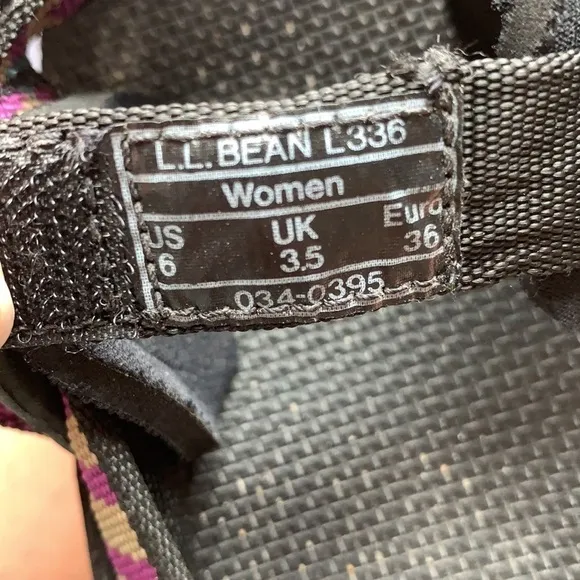 L.L.BEAN L336
Women
US UK Euro
6 3.5 36
034-0395